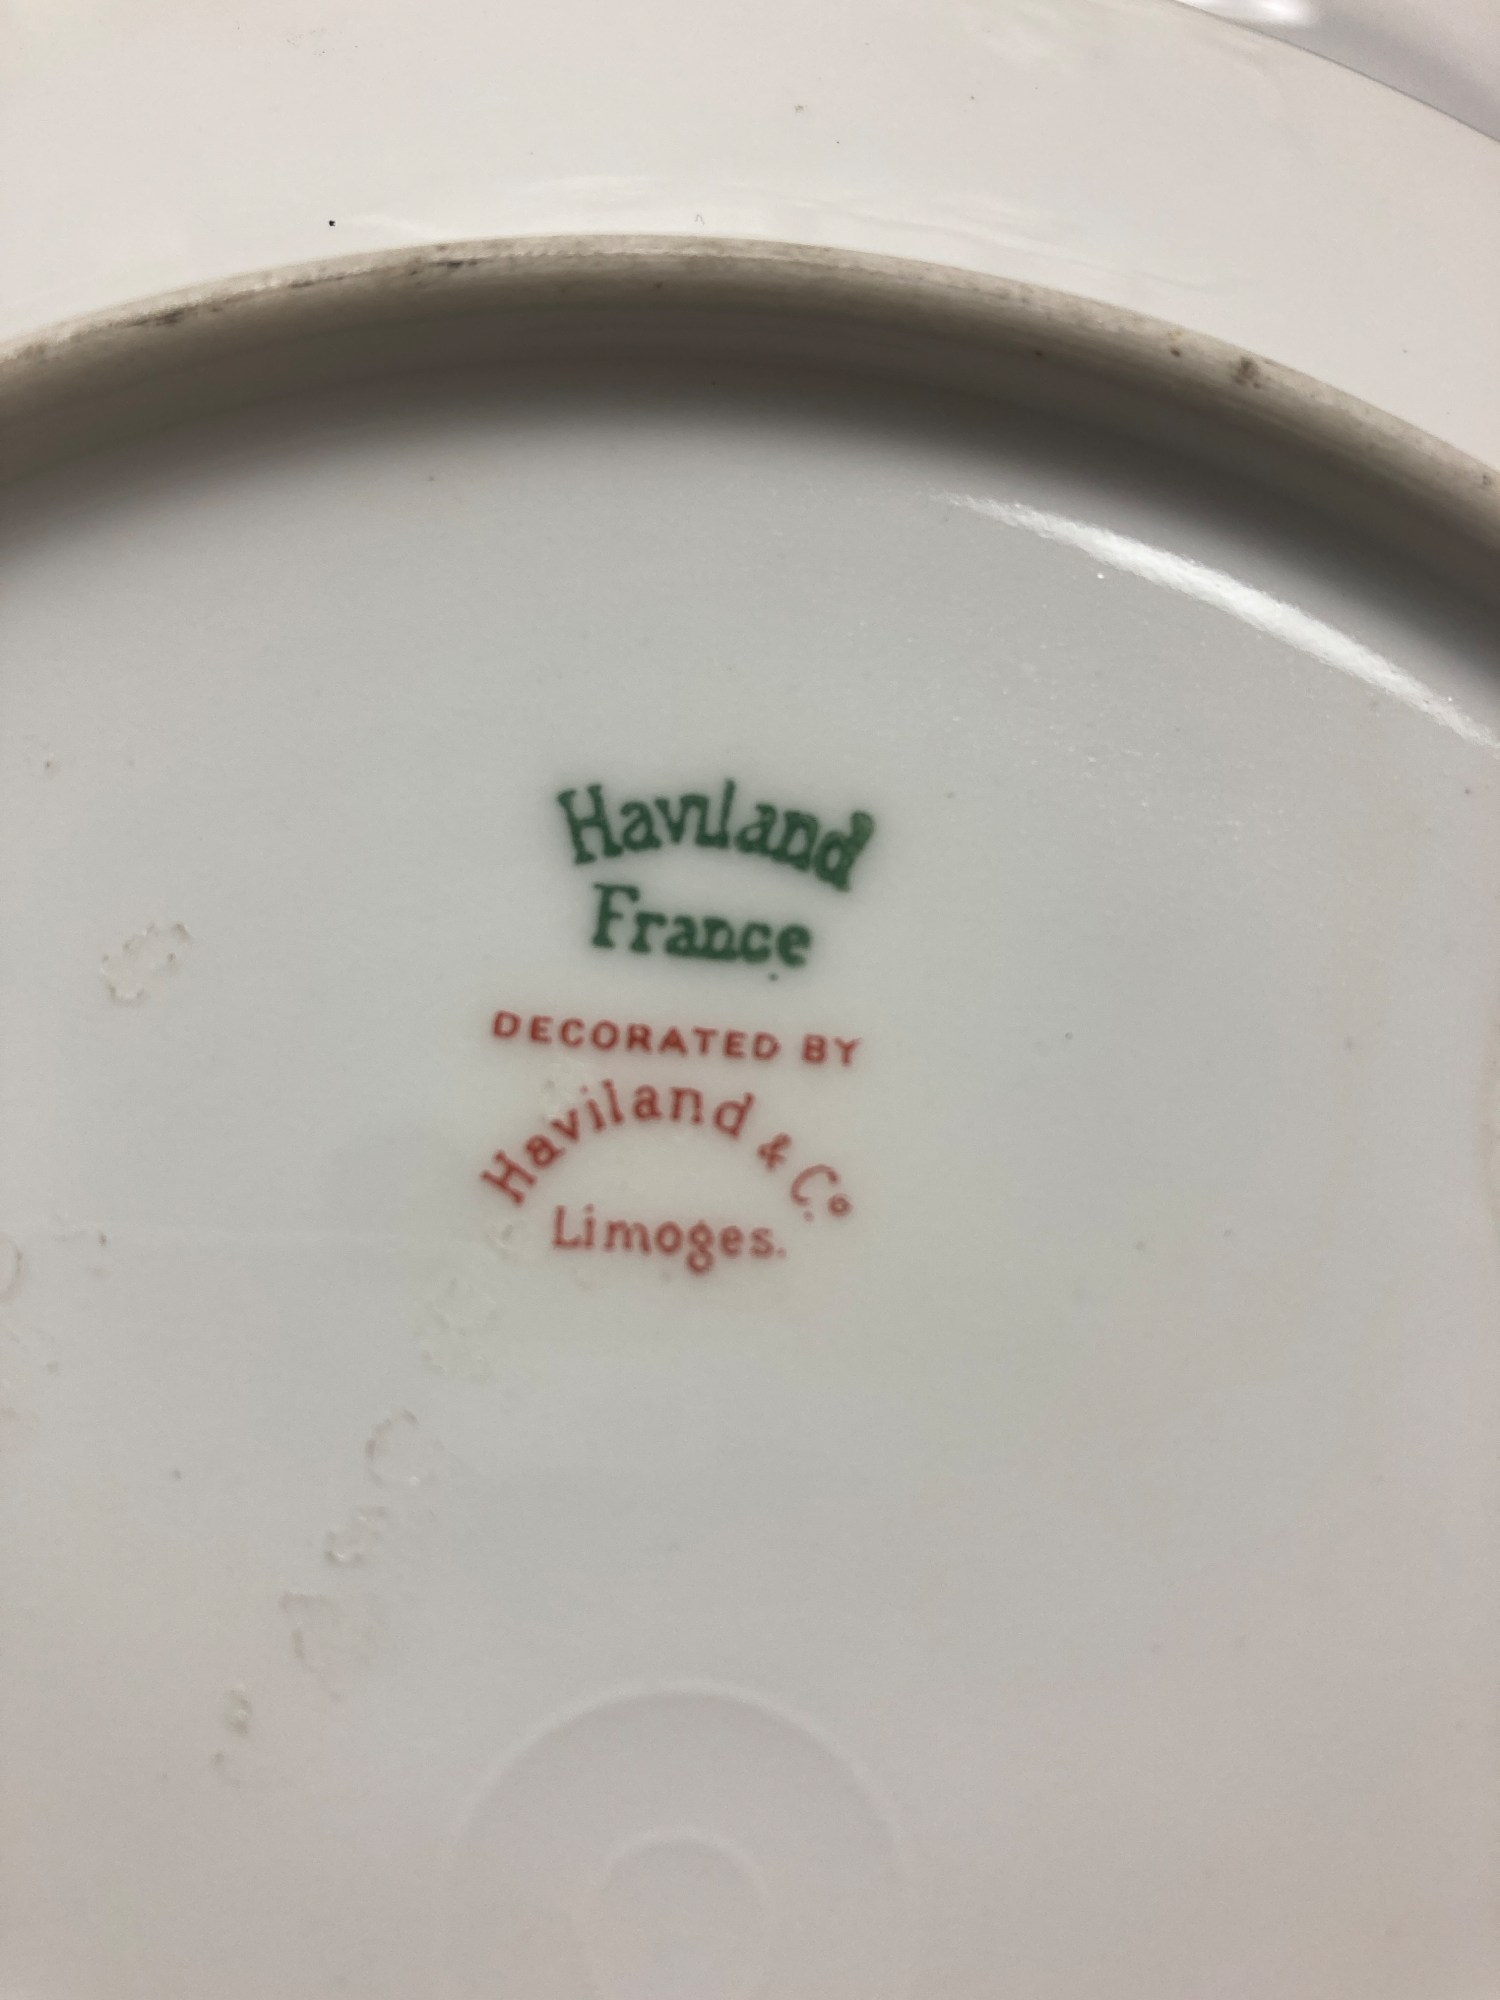 Haviland
France
DECORATED BY
Haviland & Co.
Limoges.